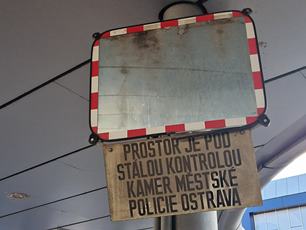 PROSTOR JE POD
STÁLOU KONTROLOU
KAMER MĚSTSKÉ
POLICIE OSTRAVA